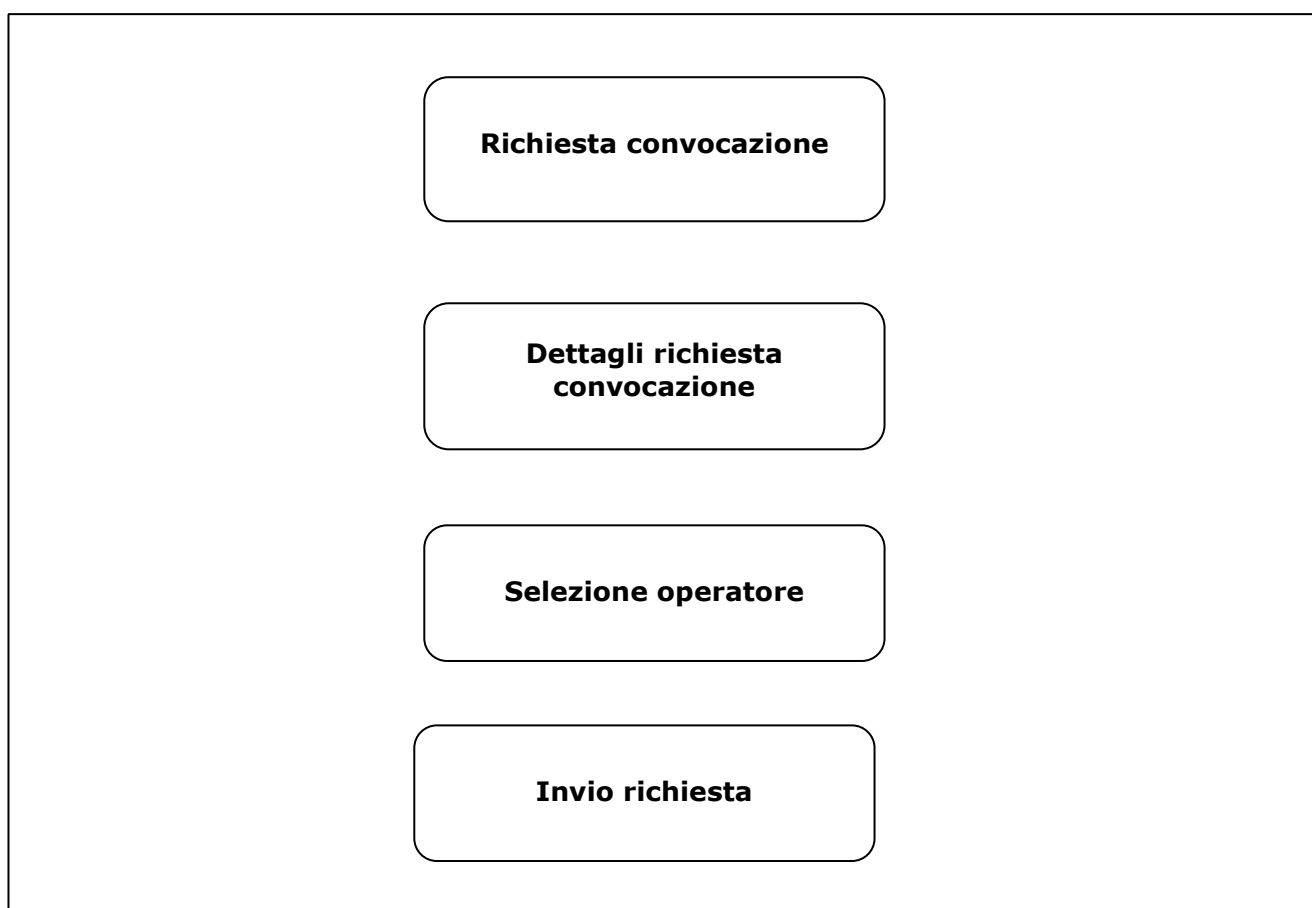 Richiesta convocazione
Dettagli richiesta
convocazione
Selezione operatore
Invio richiesta